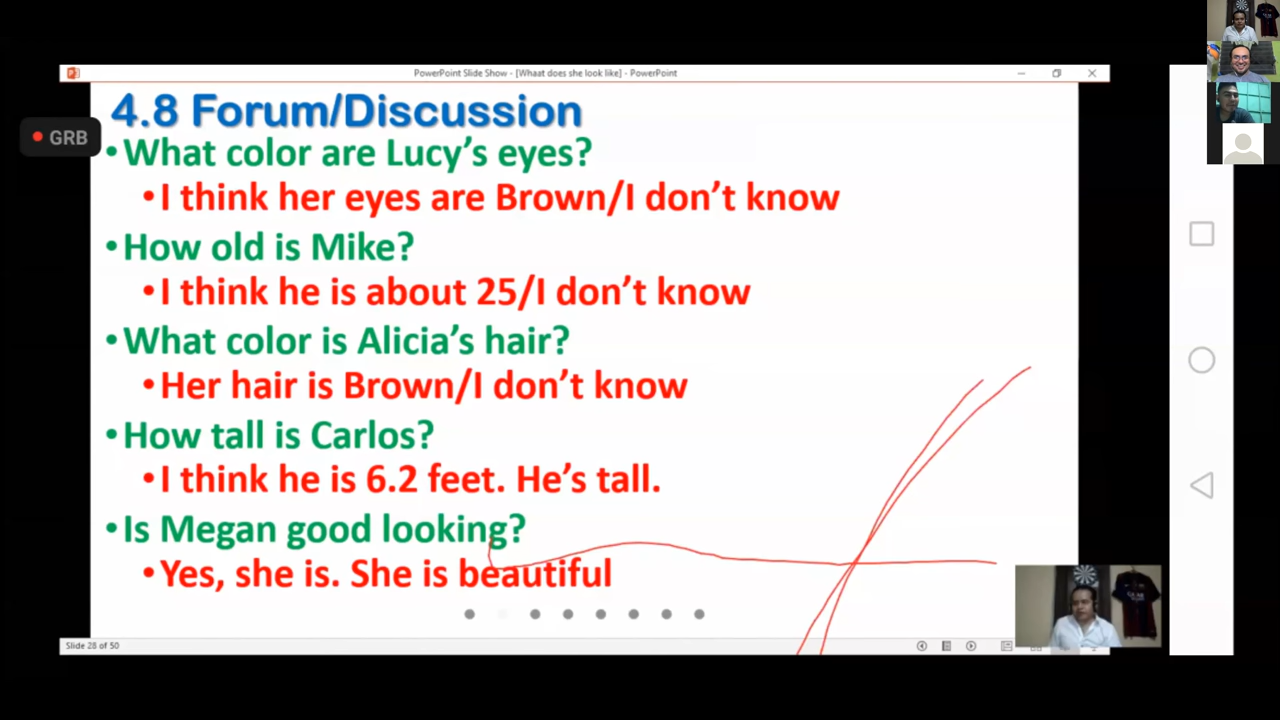 PowerPoint Slide Show - [Whaat does she look like] - PowerPoint
4.8 Forum/Discussion
GRB
•What color are Lucy's eyes?
•I think her eyes are Brown/I don't know
•How old is Mike?
•I think he is about 25/I don't know
•What color is Alicia's hair?
•Her hair is Brown/I don't know
•How tall is Carlos?
•I think he is 6.2 feet. He's tall.
•Is Megan good looking?
•Yes, she is. She is beautiful
Slide 28 of 50